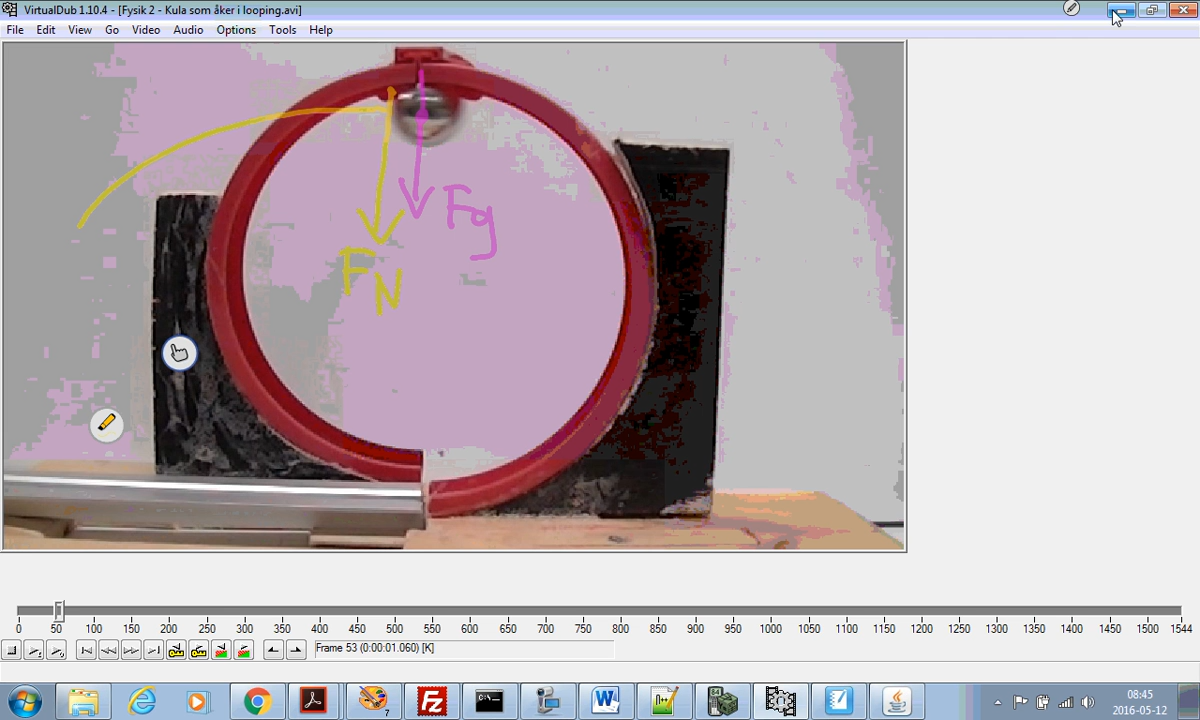 VirtualDub 1.10.4 - [Fysik 2 - Kula som åker i looping.avi]
File Edit View Go Video Audio Options Tools Help
Fg
FN
0 50 100 150 200 250 300 350 400 450 500 550 600 650 700 750 800 850 900 950 1000 1050 1100 1150 1200 1250 1300 1350 1400 1450 1500 1544
Frame 53 (0:00:01.060) [K]
08:45
2016-05-12